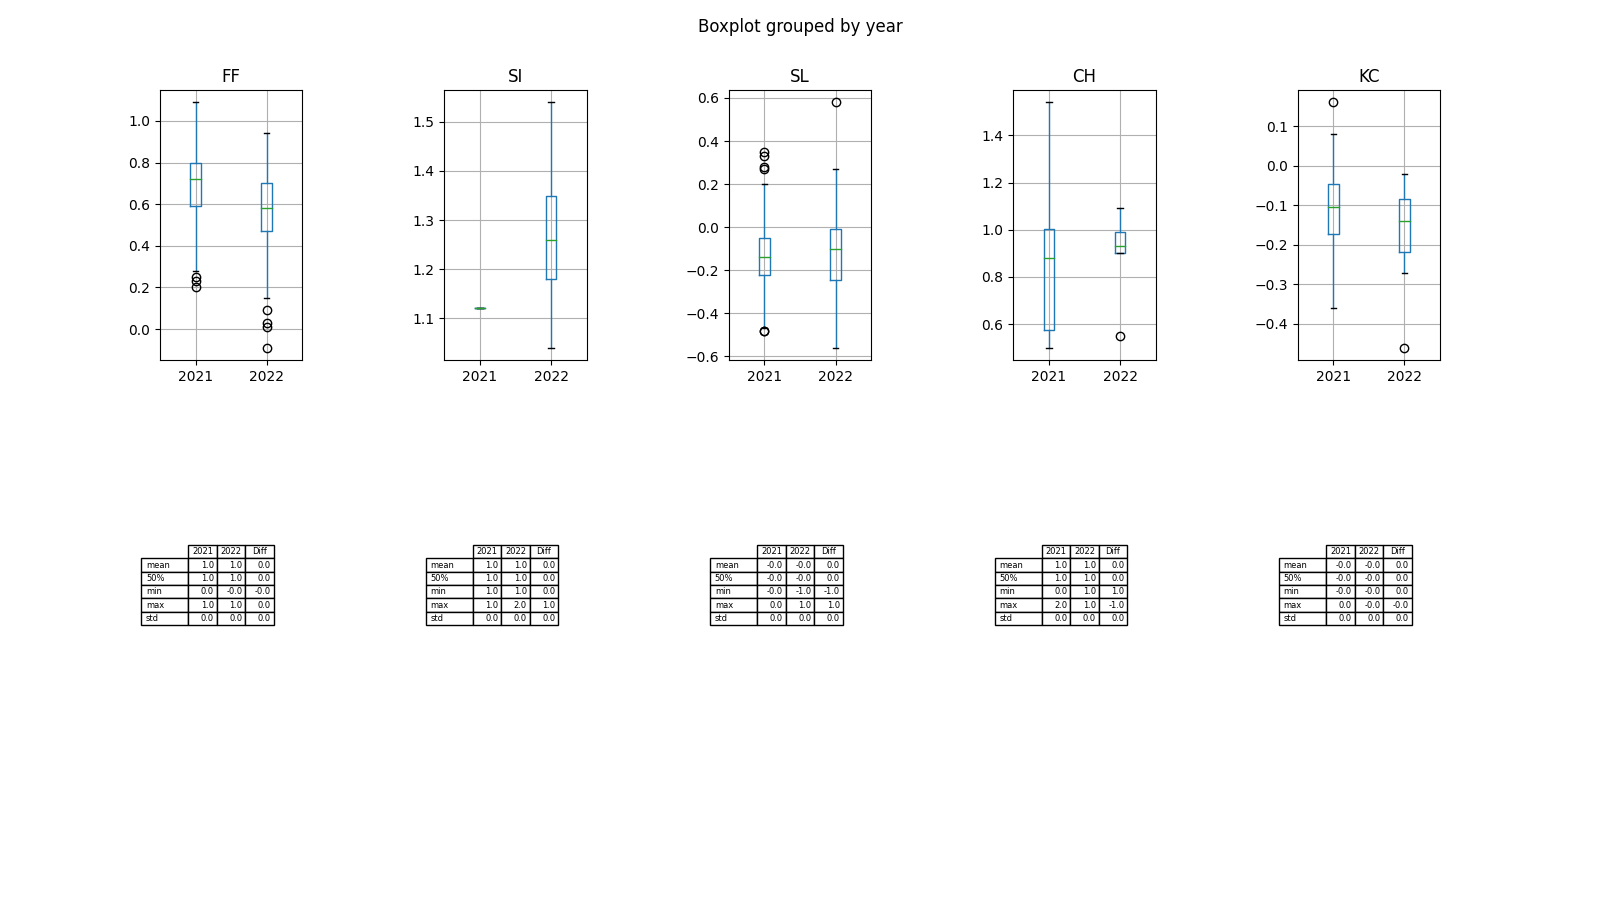 Boxplot grouped by year
FF
1.0
0.8
0.6
0.4
0.2
0.0
2021 2022
SI
1.5
1.4
1.3
1.2
1.1
2021 2022
SL
0.6
0.4
0.2
0.0
−0.2
−0.4
−0.6
2021 2022
CH
1.4
1.2
1.0
0.8
0.6
2021 2022
KC
0.1
0.0
−0.1
−0.2
−0.3
−0.4
2021 2022
2021 2022 Diff
mean 1.0 1.0 0.0
50% 1.0 1.0 0.0
min 0.0 -0.0 -0.0
max 1.0 1.0 0.0
std 0.0 0.0 0.0
2021 2022 Diff
mean 1.0 1.0 0.0
50% 1.0 1.0 0.0
min 1.0 1.0 0.0
max 1.0 2.0 1.0
std 0.0 0.0 0.0
2021 2022 Diff
mean -0.0 -0.0 0.0
50% -0.0 -0.0 0.0
min -0.0 -1.0 -1.0
max 0.0 1.0 1.0
std 0.0 0.0 0.0
2021 2022 Diff
mean 1.0 1.0 0.0
50% 1.0 1.0 0.0
min 0.0 1.0 1.0
max 2.0 1.0 -1.0
std 0.0 0.0 0.0
2021 2022 Diff
mean -0.0 -0.0 0.0
50% -0.0 -0.0 0.0
min -0.0 -0.0 0.0
max 0.0 -0.0 -0.0
std 0.0 0.0 0.0